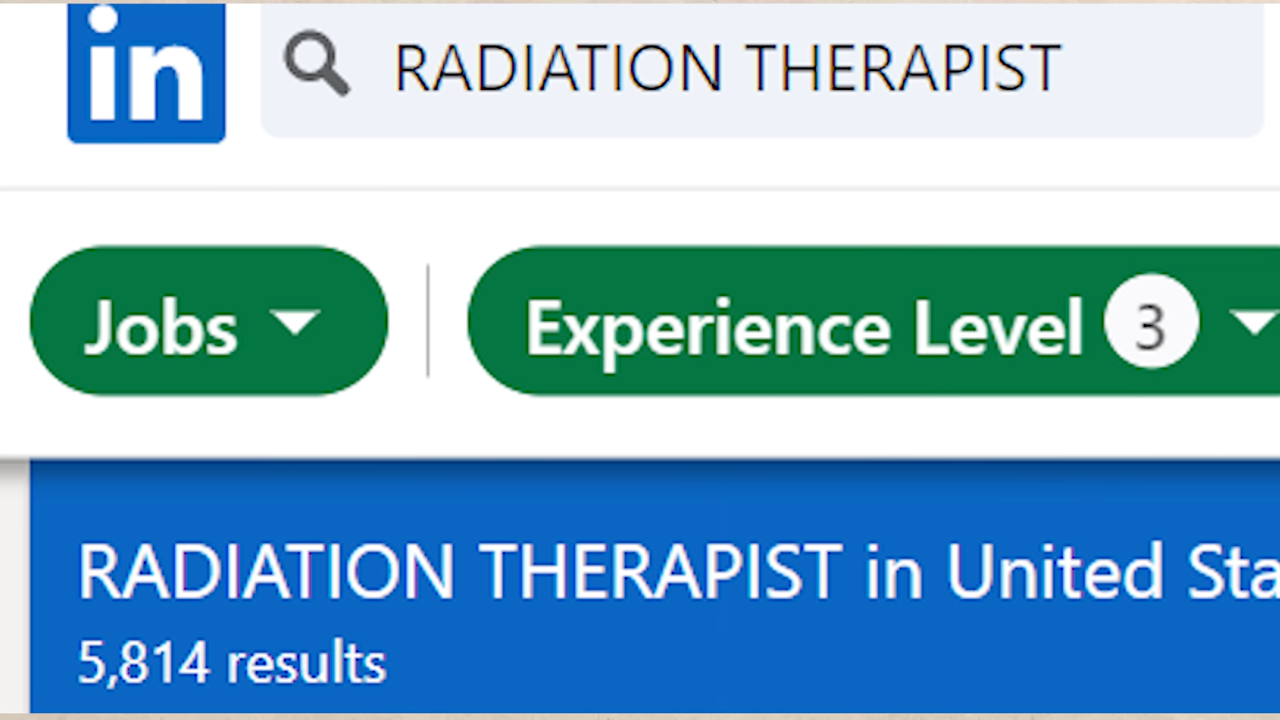 in
RADIATION THERAPIST
Jobs
Experience Level 3
RADIATION THERAPIST in United Sta
5,814 results